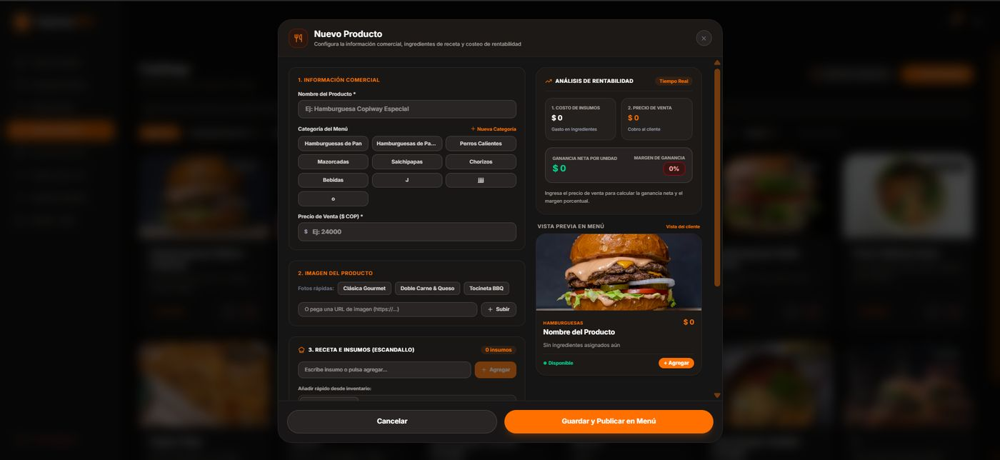 Nuevo Producto
Configura la información comercial, ingredientes de receta y costeo de rentabilidad
1. INFORMACIÓN COMERCIAL
Nombre del Producto *
Ej: Hamburguesa Copiway Especial
Categoría del Menú
+ Nueva Categoría
Hamburguesas de Pan
Hamburguesas de Pa...
Perros Calientes
Mazorcadas
Salchipapas
Chorizos
Bebidas
J
jjjjj
o
Precio de Venta ($ COP) *
$ Ej: 24000
2. IMAGEN DEL PRODUCTO
Fotos rápidas:
Clásica Gourmet
Doble Carne & Queso
Tocineta BBQ
O pega una URL de imagen (https://...)
+ Subir
3. RECETA E INSUMOS (ESCANDALLO)
0 insumos
Escribe insumo o pulsa agregar...
+ Agregar
Añadir rápido desde inventario:
ANÁLISIS DE RENTABILIDAD
Tiempo Real
1. COSTO DE INSUMOS
$ 0
Gasto en ingredientes
2. PRECIO DE VENTA
$ 0
Cobro al cliente
GANANCIA NETA POR UNIDAD
$ 0
MARGEN DE GANANCIA
0%
Ingresa el precio de venta para calcular la ganancia neta y el
margen porcentual.
VISTA PREVIA EN MENÚ
Vista del cliente
HAMBURGUESAS
$ 0
Nombre del Producto
Sin ingredientes asignados aún
Disponible
+ Agregar
Cancelar
Guardar y Publicar en Menú